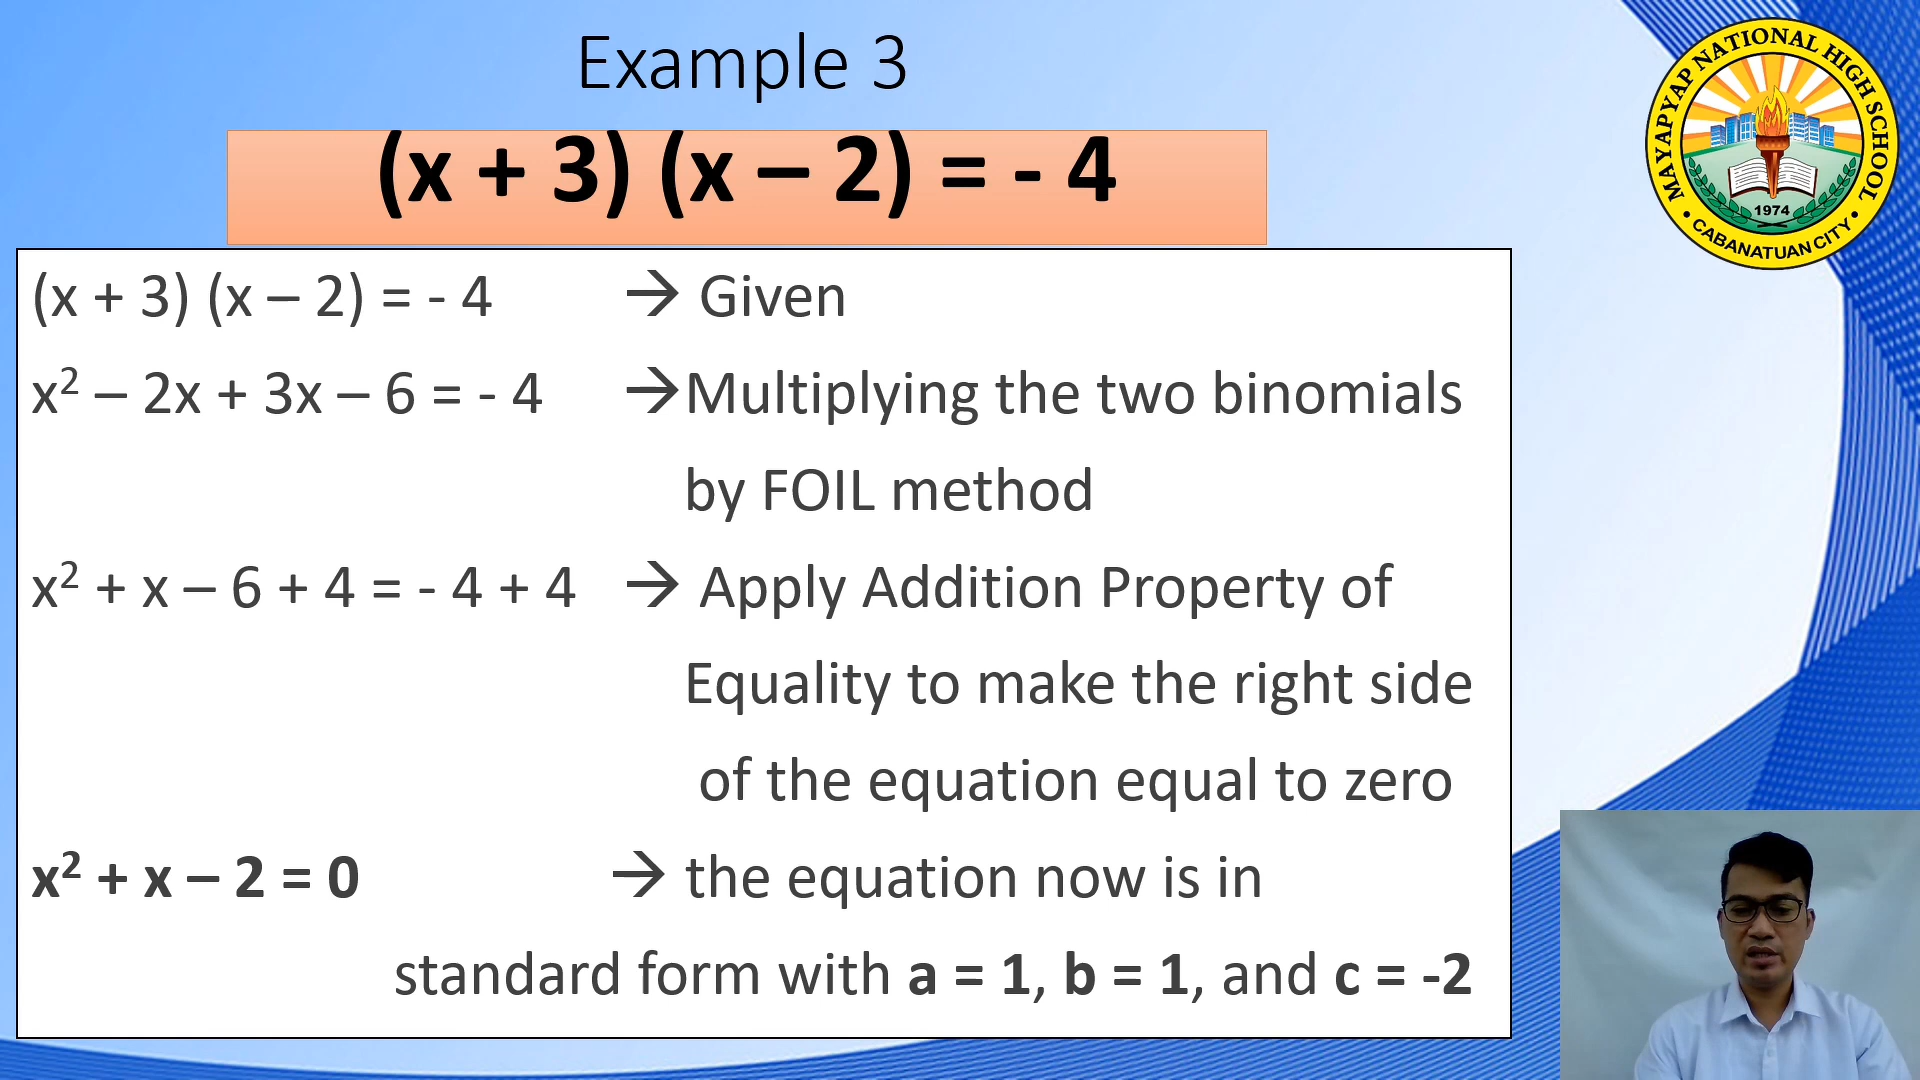 Example 3
(x + 3) (x – 2) = - 4
(x + 3) (x – 2) = - 4 → Given
x² – 2x + 3x – 6 = - 4 →Multiplying the two binomials
by FOIL method
x² + x – 6 + 4 = - 4 + 4 → Apply Addition Property of
Equality to make the right side
of the equation equal to zero
x² + x – 2 = 0 → the equation now is in
standard form with a = 1, b = 1, and c = -2
MAYAPYAP NATIONAL HIGH SCHOOL
1974
• CABANATUAN CITY •